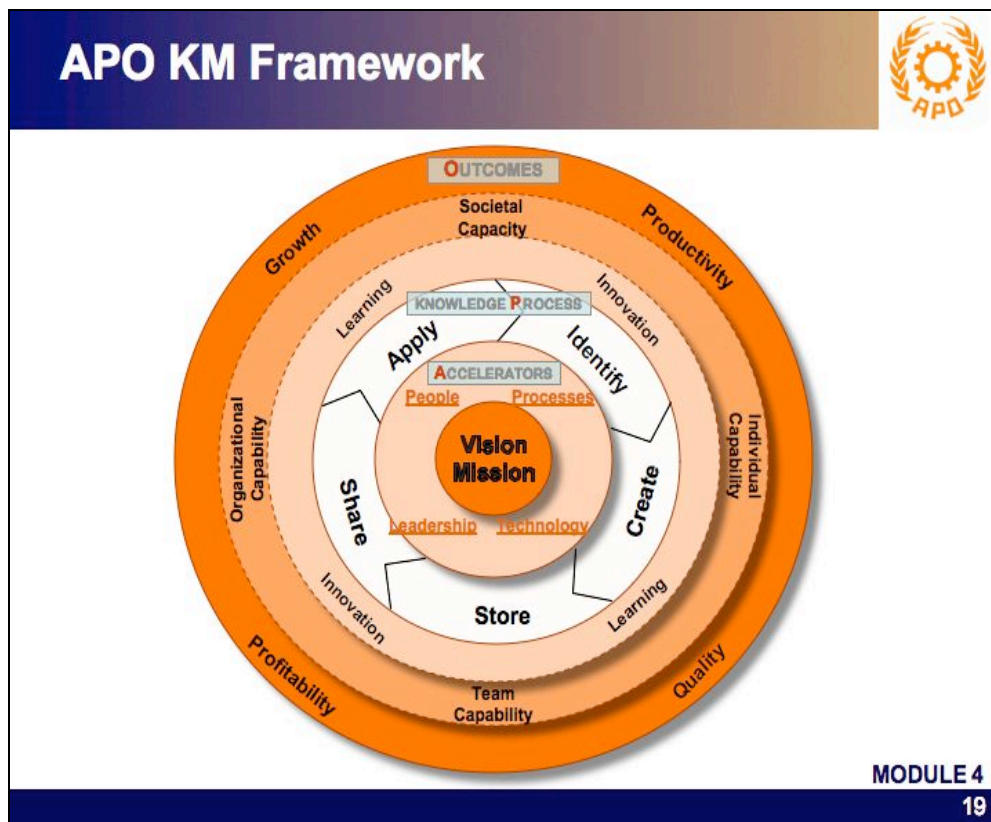 APO KM Framework
APO
OUTCOMES
Societal
Capacity
Growth
Productivity
Learning
Innovation
KNOWLEDGE PROCESS
Apply
Identify
ACCELERATORS
People
Processes
Vision
Mission
Organizational
Capability
Individual
Capability
Share
Create
Leadership
Technology
Innovation
Store
Learning
Profitability
Team
Capability
Quality
MODULE 4
19